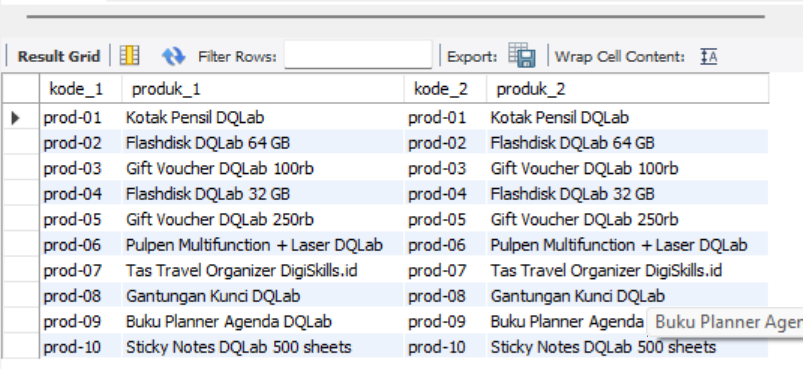 Result Grid Filter Rows: Export: Wrap Cell Content: IA
kode_1 produk_1 kode_2 produk_2
prod-01 Kotak Pensil DQLab prod-01 Kotak Pensil DQLab
prod-02 Flashdisk DQLab 64 GB prod-02 Flashdisk DQLab 64 GB
prod-03 Gift Voucher DQLab 100rb prod-03 Gift Voucher DQLab 100rb
prod-04 Flashdisk DQLab 32 GB prod-04 Flashdisk DQLab 32 GB
prod-05 Gift Voucher DQLab 250rb prod-05 Gift Voucher DQLab 250rb
prod-06 Pulpen Multifunction + Laser DQLab prod-06 Pulpen Multifunction + Laser DQLab
prod-07 Tas Travel Organizer DigiSkills.id prod-07 Tas Travel Organizer DigiSkills.id
prod-08 Gantungan Kunci DQLab prod-08 Gantungan Kunci DQLab
prod-09 Buku Planner Agenda DQLab prod-09 Buku Planner Agenda Buku Planner Agen
prod-10 Sticky Notes DQLab 500 sheets prod-10 Sticky Notes DQLab 500 sheets